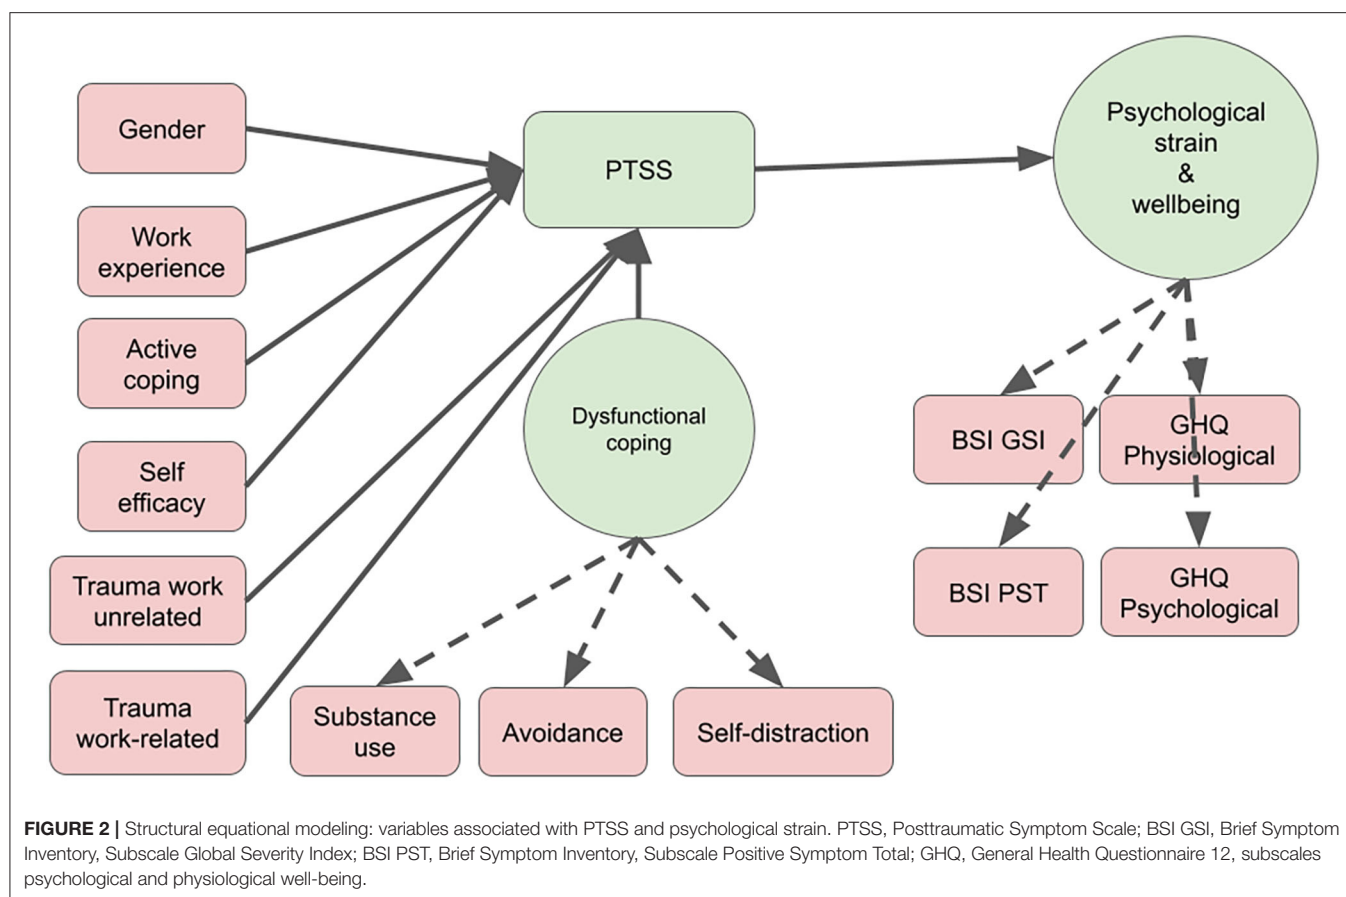 Gender
Work
experience
Active
coping
Self
efficacy
Trauma work
unrelated
Trauma
work-related
PTSS
Dysfunctional
coping
Substance
use
Avoidance
Self-distraction
Psychological
strain
&
wellbeing
BSI GSI
GHQ
Physiological
BSI PST
GHQ
Psychological
FIGURE 2 | Structural equational modeling: variables associated with PTSS and psychological strain. PTSS, Posttraumatic Symptom Scale; BSI GSI, Brief Symptom
Inventory, Subscale Global Severity Index; BSI PST, Brief Symptom Inventory, Subscale Positive Symptom Total; GHQ, General Health Questionnaire 12, subscales
psychological and physiological well-being.